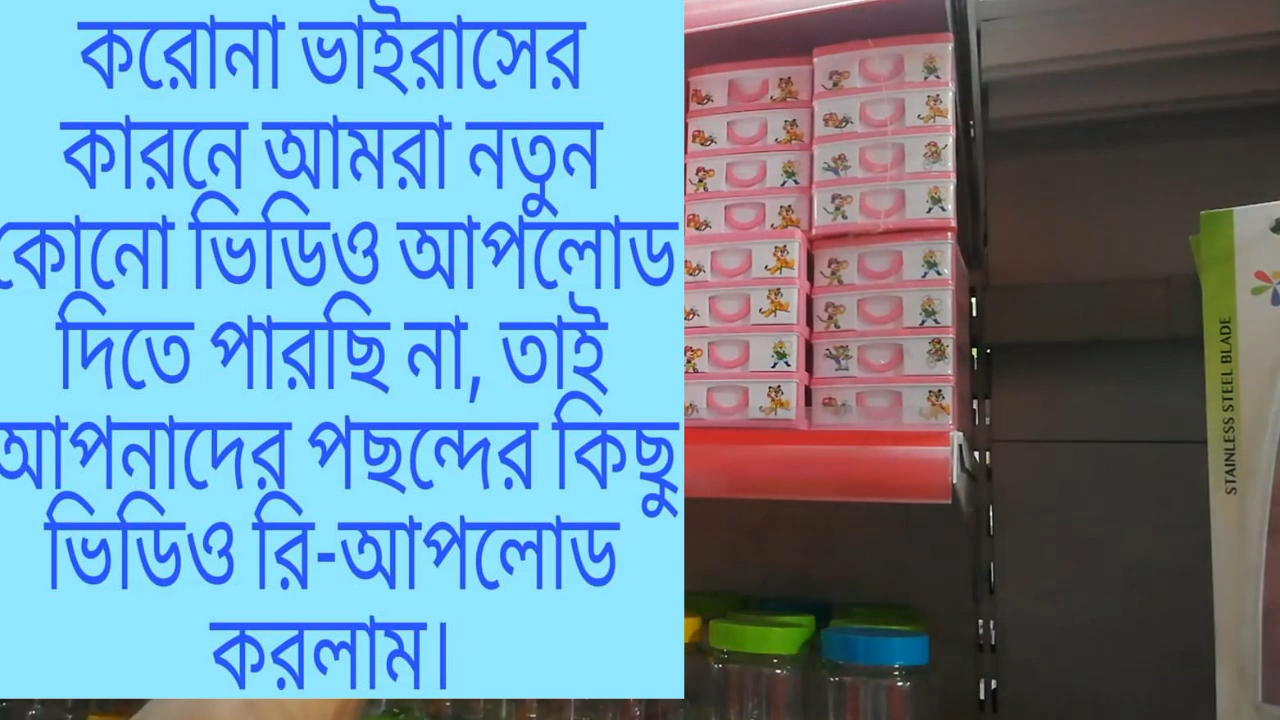 করোনা ভাইরাসের
কারনে আমরা নতুন
কোনো ভিডিও আপলোড
দিতে পারছি না, তাই
আপনাদের পছন্দের কিছু
ভিডিও রি-আপলোড
করলাম।
STAINLESS STEEL BLADE